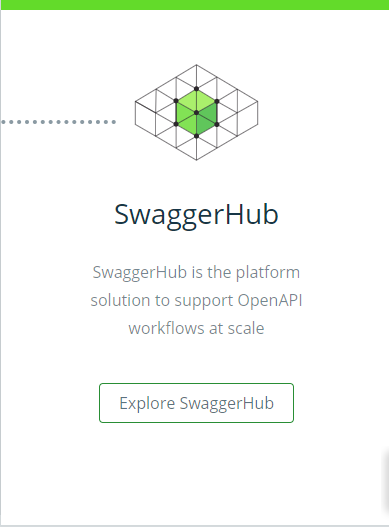 SwaggerHub
SwaggerHub is the platform
solution to support OpenAPI
workflows at scale
Explore SwaggerHub